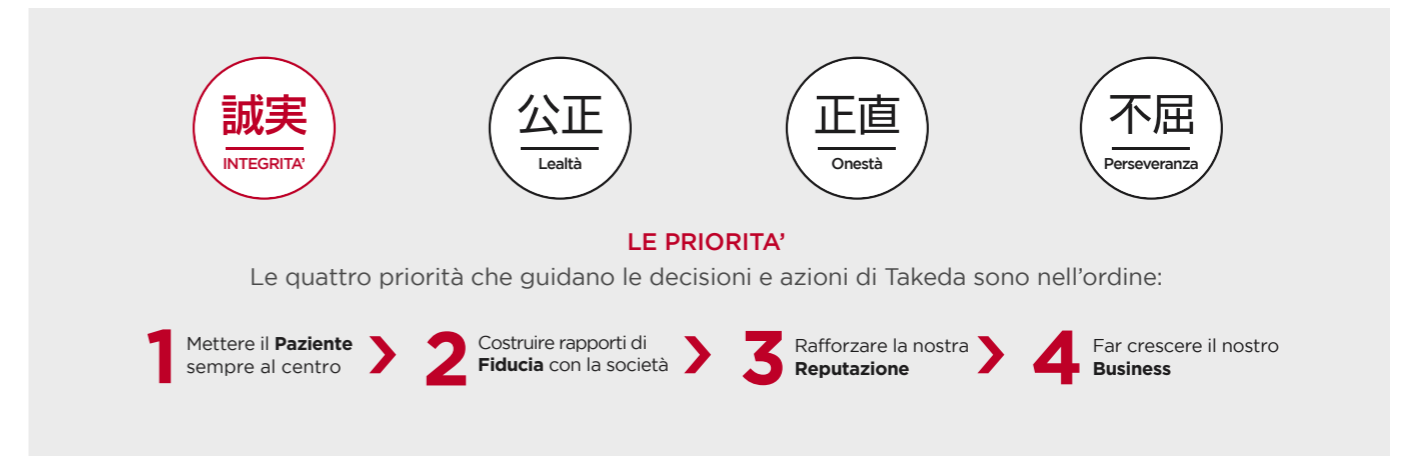 誠実
INTEGRITA’
公正
Lealtà
正直
Onestà
不屈
Perseveranza
LE PRIORITA’
Le quattro priorità che guidano le decisioni e azioni di Takeda sono nell’ordine:
1
Mettere il Paziente
sempre al centro
2
Costruire rapporti di
Fiducia con la società
3
Rafforzare la nostra
Reputazione
4
Far crescere il nostro
Business